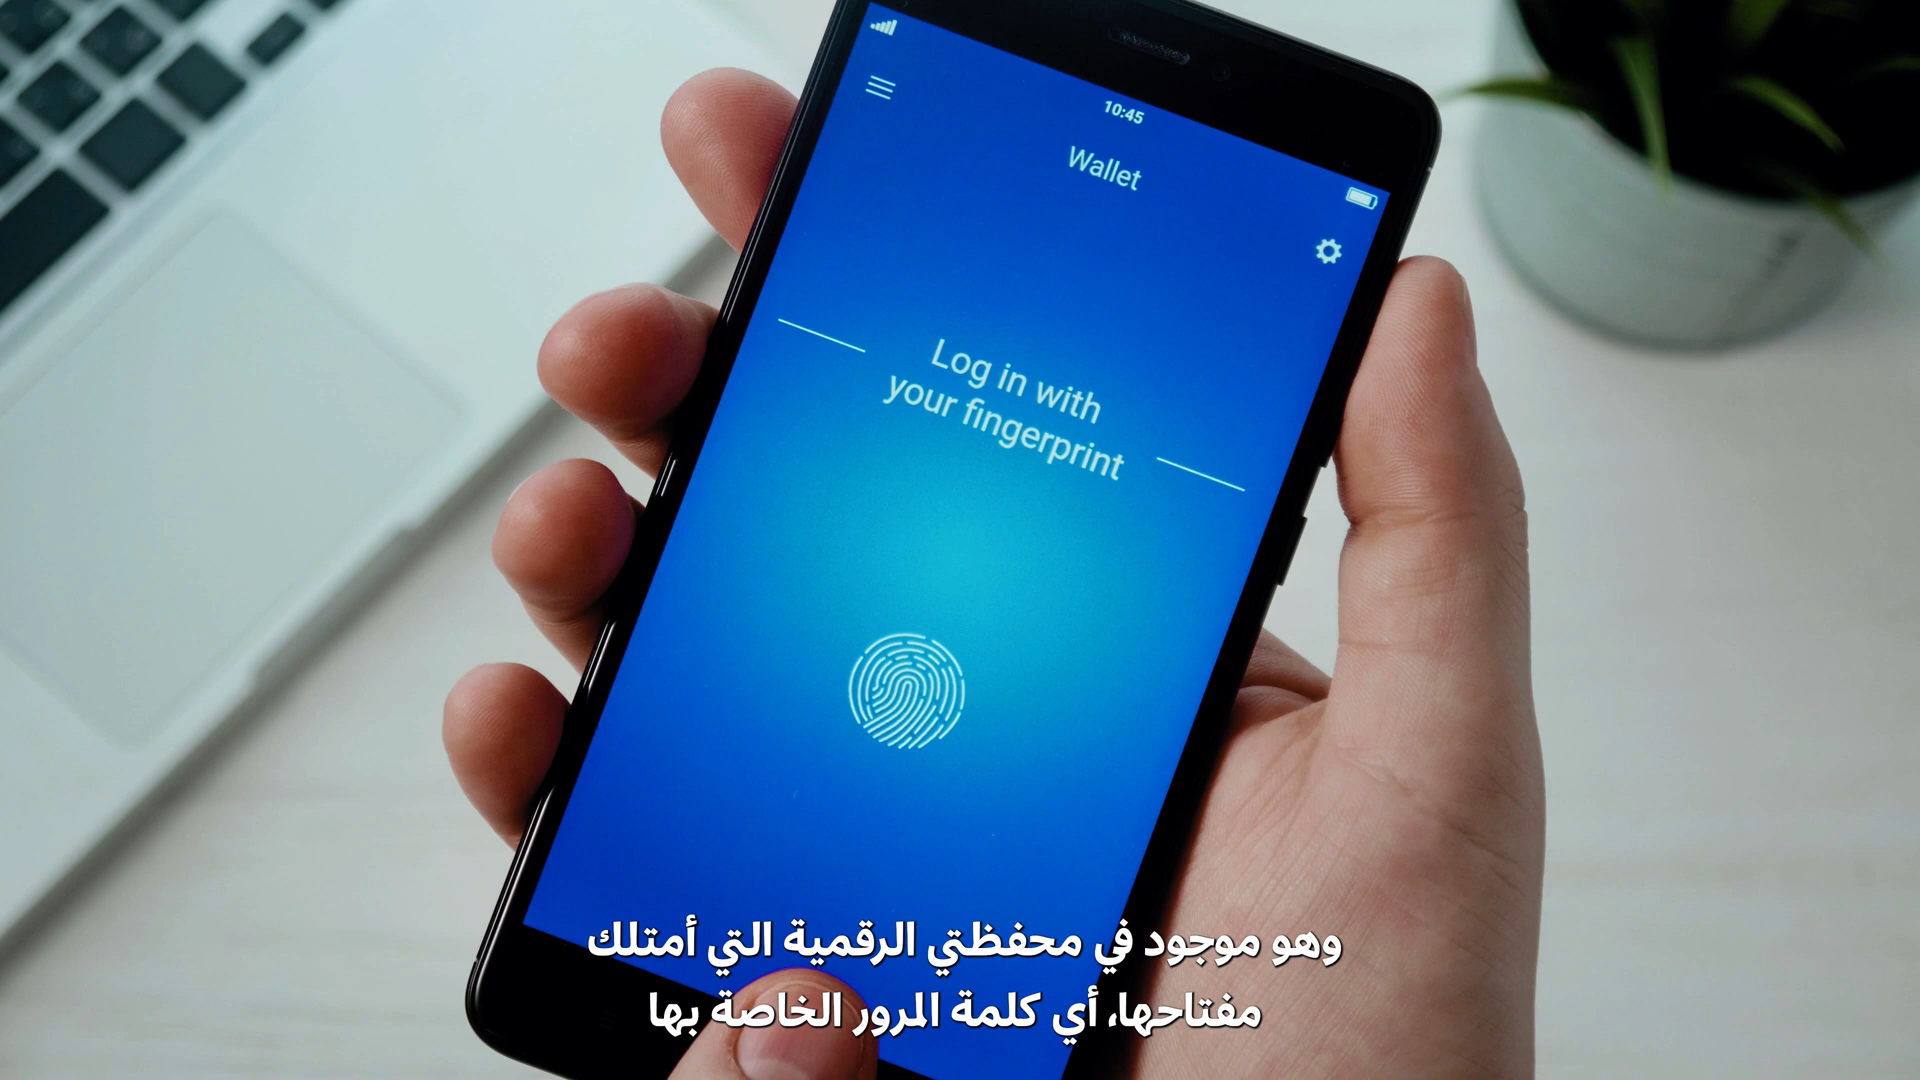 10:45
Wallet
Log in with
your fingerprint
وهو موجود في محفظتي الرقمية التي أمتلك
مفتاحها، أي كلمة المرور الخاصة بها